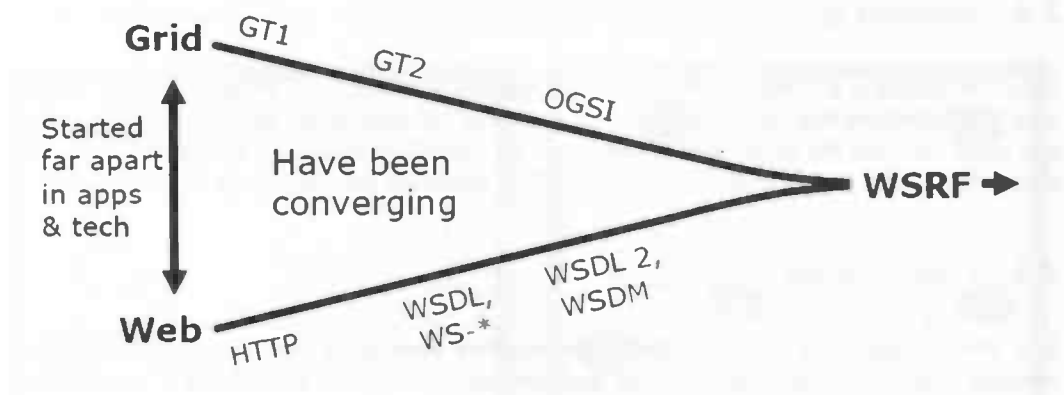 Grid
GT1
GT2
OGSI
Started
far apart
in apps
& tech
Have been
converging
WSRF
Web
HTTP
WSDL,
WS-*
WSDL 2,
WSDM